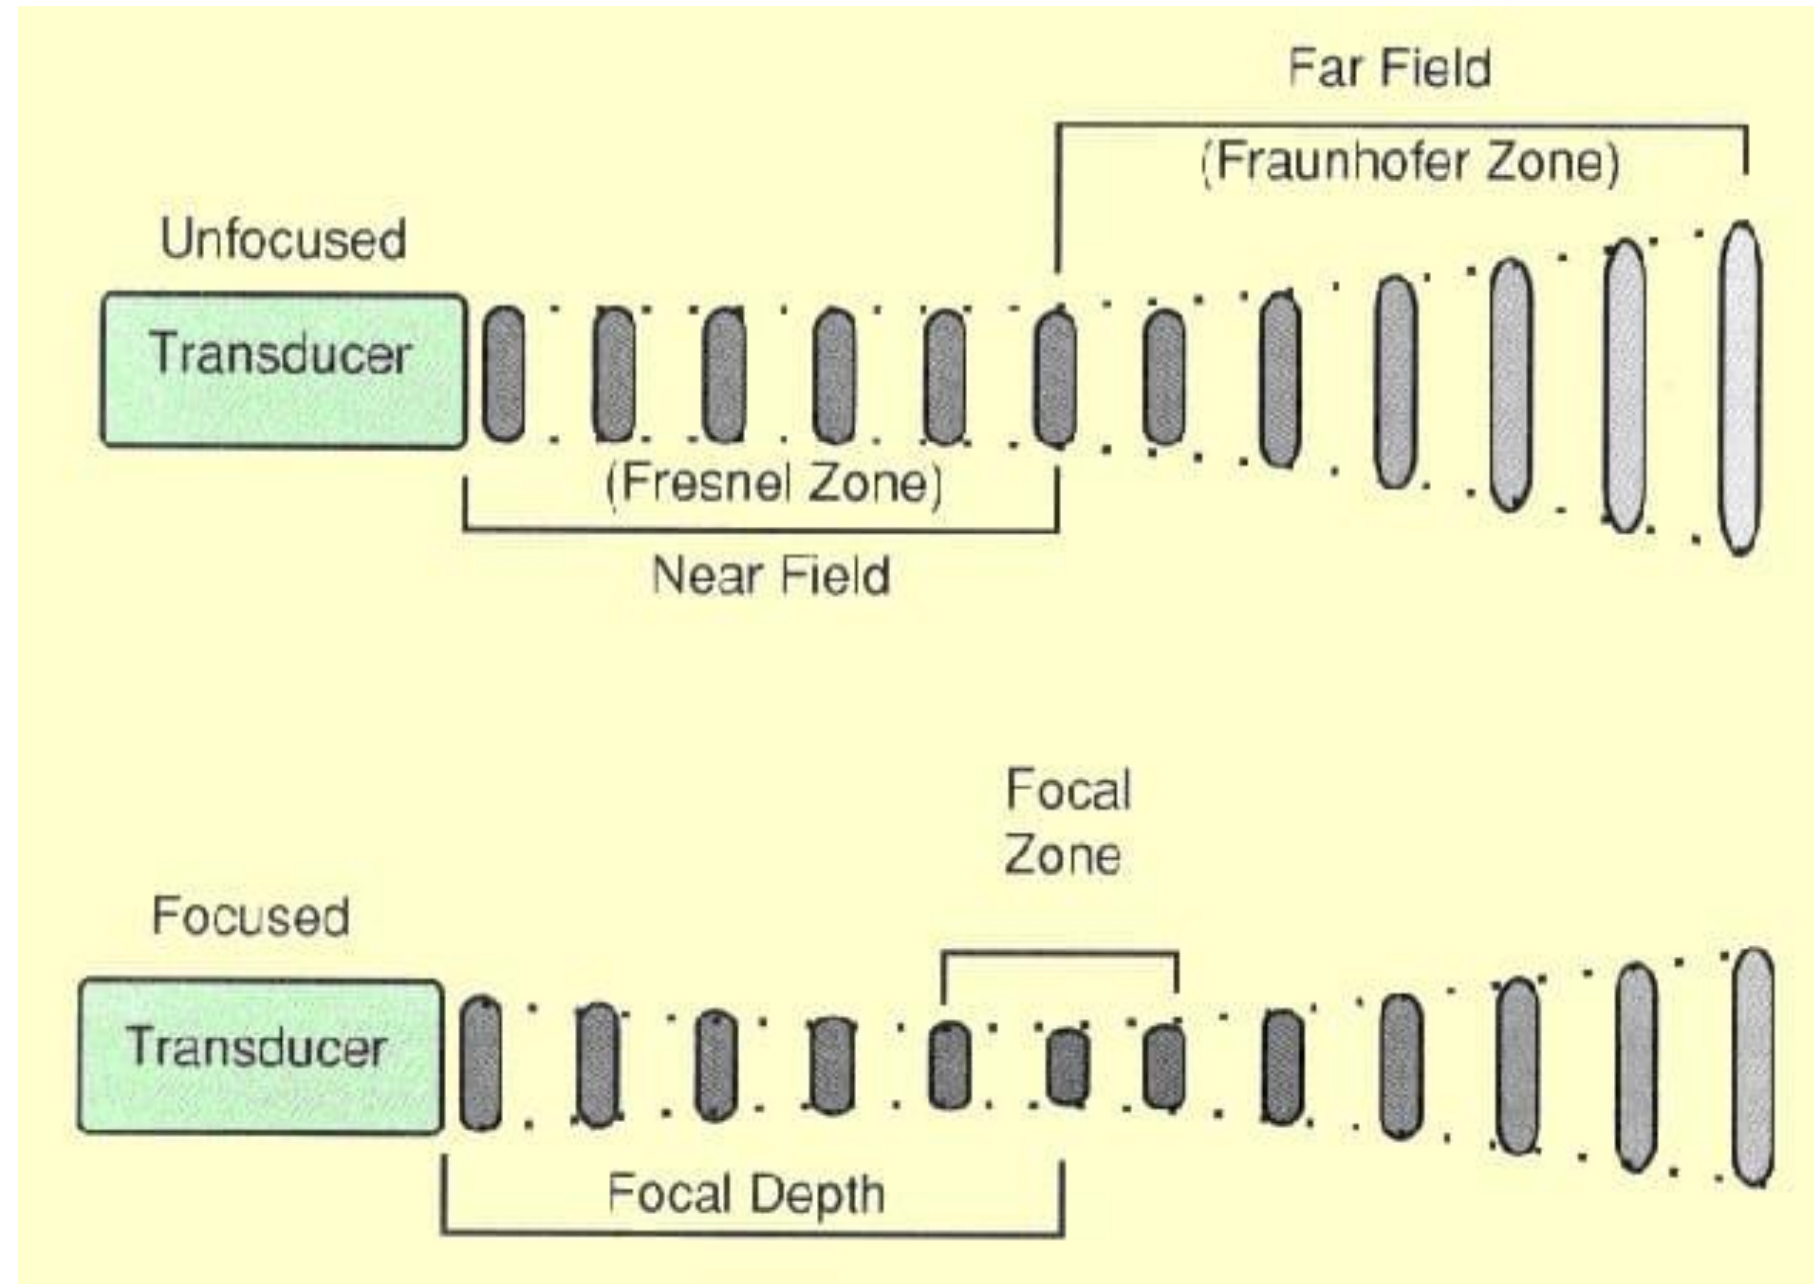 Far Field
(Fraunhofer Zone)
Unfocused
Transducer
(Fresnel Zone)
Near Field
Focal
Zone
Focused
Transducer
Focal Depth